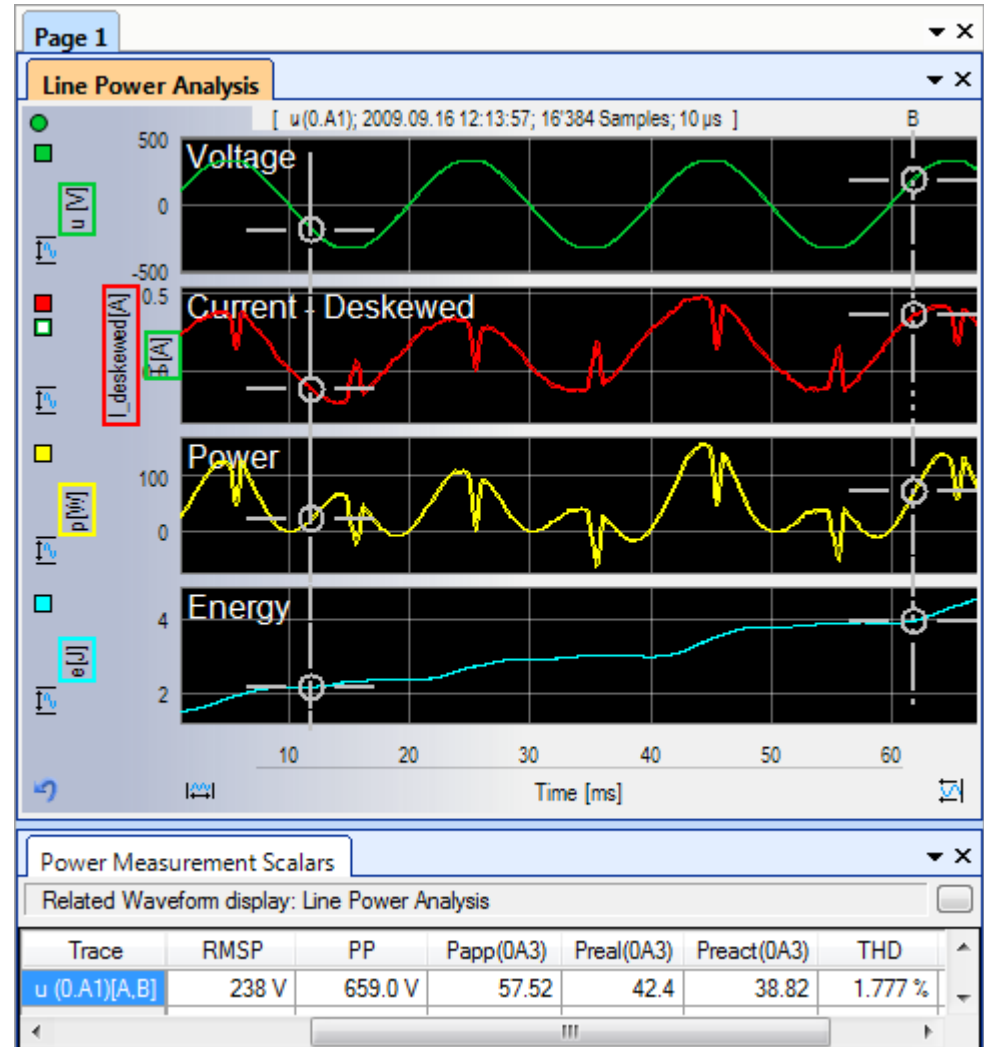 Page 1
Line Power Analysis
[ u(0.A1); 2009.09.16 12:13:57; 16'384 Samples; 10 µs ]
B
500
0
-500
u [V]
Voltage
0.5
I_deskewed[A]
[A]
Current - Deskewed
100
0
p[W]
Power
4
2
e[J]
Energy
10 20 30 40 50 60
Time [ms]
Power Measurement Scalars
Related Waveform display: Line Power Analysis
Trace RMSP PP Papp(0A3) Preal(0A3) Preact(0A3) THD
u (0.A1)[A,B] 238 V 659.0 V 57.52 42.4 38.82 1.777 %